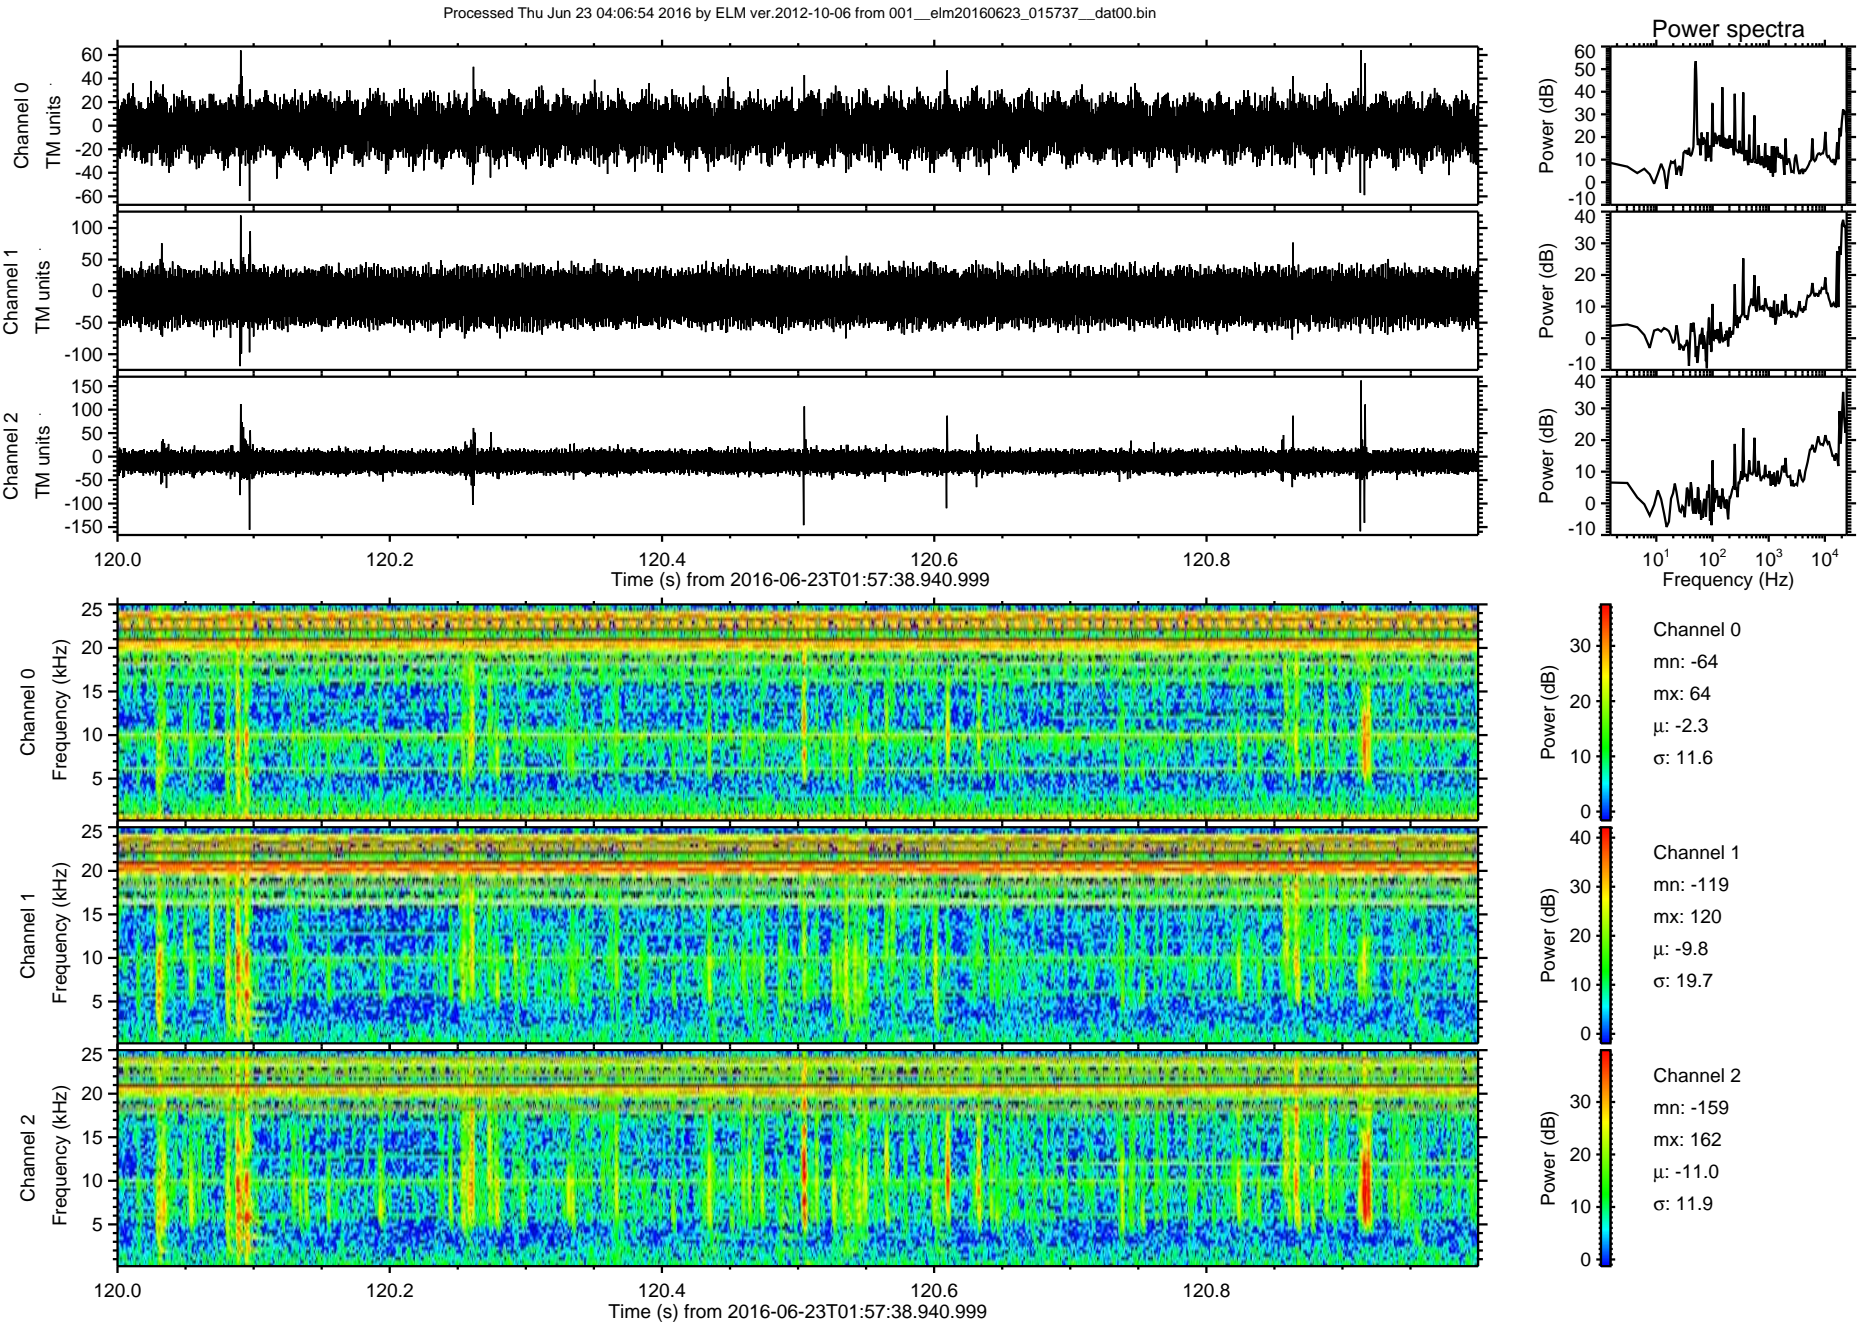 Processed Thu Jun 23 04:06:54 2016 by ELM ver.2012-10-06 from 001__elm20160623_015737__dat00.bin
Power spectra
Channel 0
TM units
60
40
20
0
-20
-40
-60
Power (dB)
60
50
40
30
20
10
0
-10
Channel 1
TM units
100
50
0
-50
-100
Power (dB)
40
30
20
10
0
-10
Channel 2
TM units
150
100
50
0
-50
-100
-150
Power (dB)
40
30
20
10
0
-10
120.0 120.2 120.4 120.6 120.8
Time (s) from 2016-06-23T01:57:38.940.999
10^1 10^2 10^3 10^4
Frequency (Hz)
Channel 0
Frequency (kHz)
25
20
15
10
5
Power (dB)
30
20
10
0
Channel 0
mn: -64
mx: 64
μ: -2.3
σ: 11.6
Channel 1
Frequency (kHz)
25
20
15
10
5
Power (dB)
40
30
20
10
0
Channel 1
mn: -119
mx: 120
μ: -9.8
σ: 19.7
Channel 2
Frequency (kHz)
25
20
15
10
5
Power (dB)
30
20
10
0
Channel 2
mn: -159
mx: 162
μ: -11.0
σ: 11.9
120.0 120.2 120.4 120.6 120.8
Time (s) from 2016-06-23T01:57:38.940.999